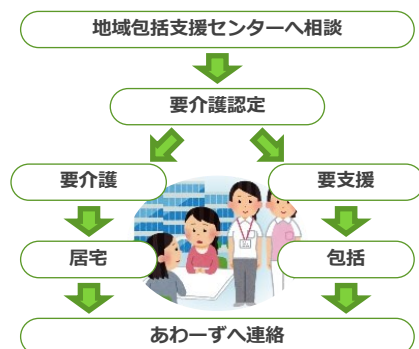 地域包括支援センターへ相談
要介護認定
要介護
要支援
居宅
包括
あわーずへ連絡